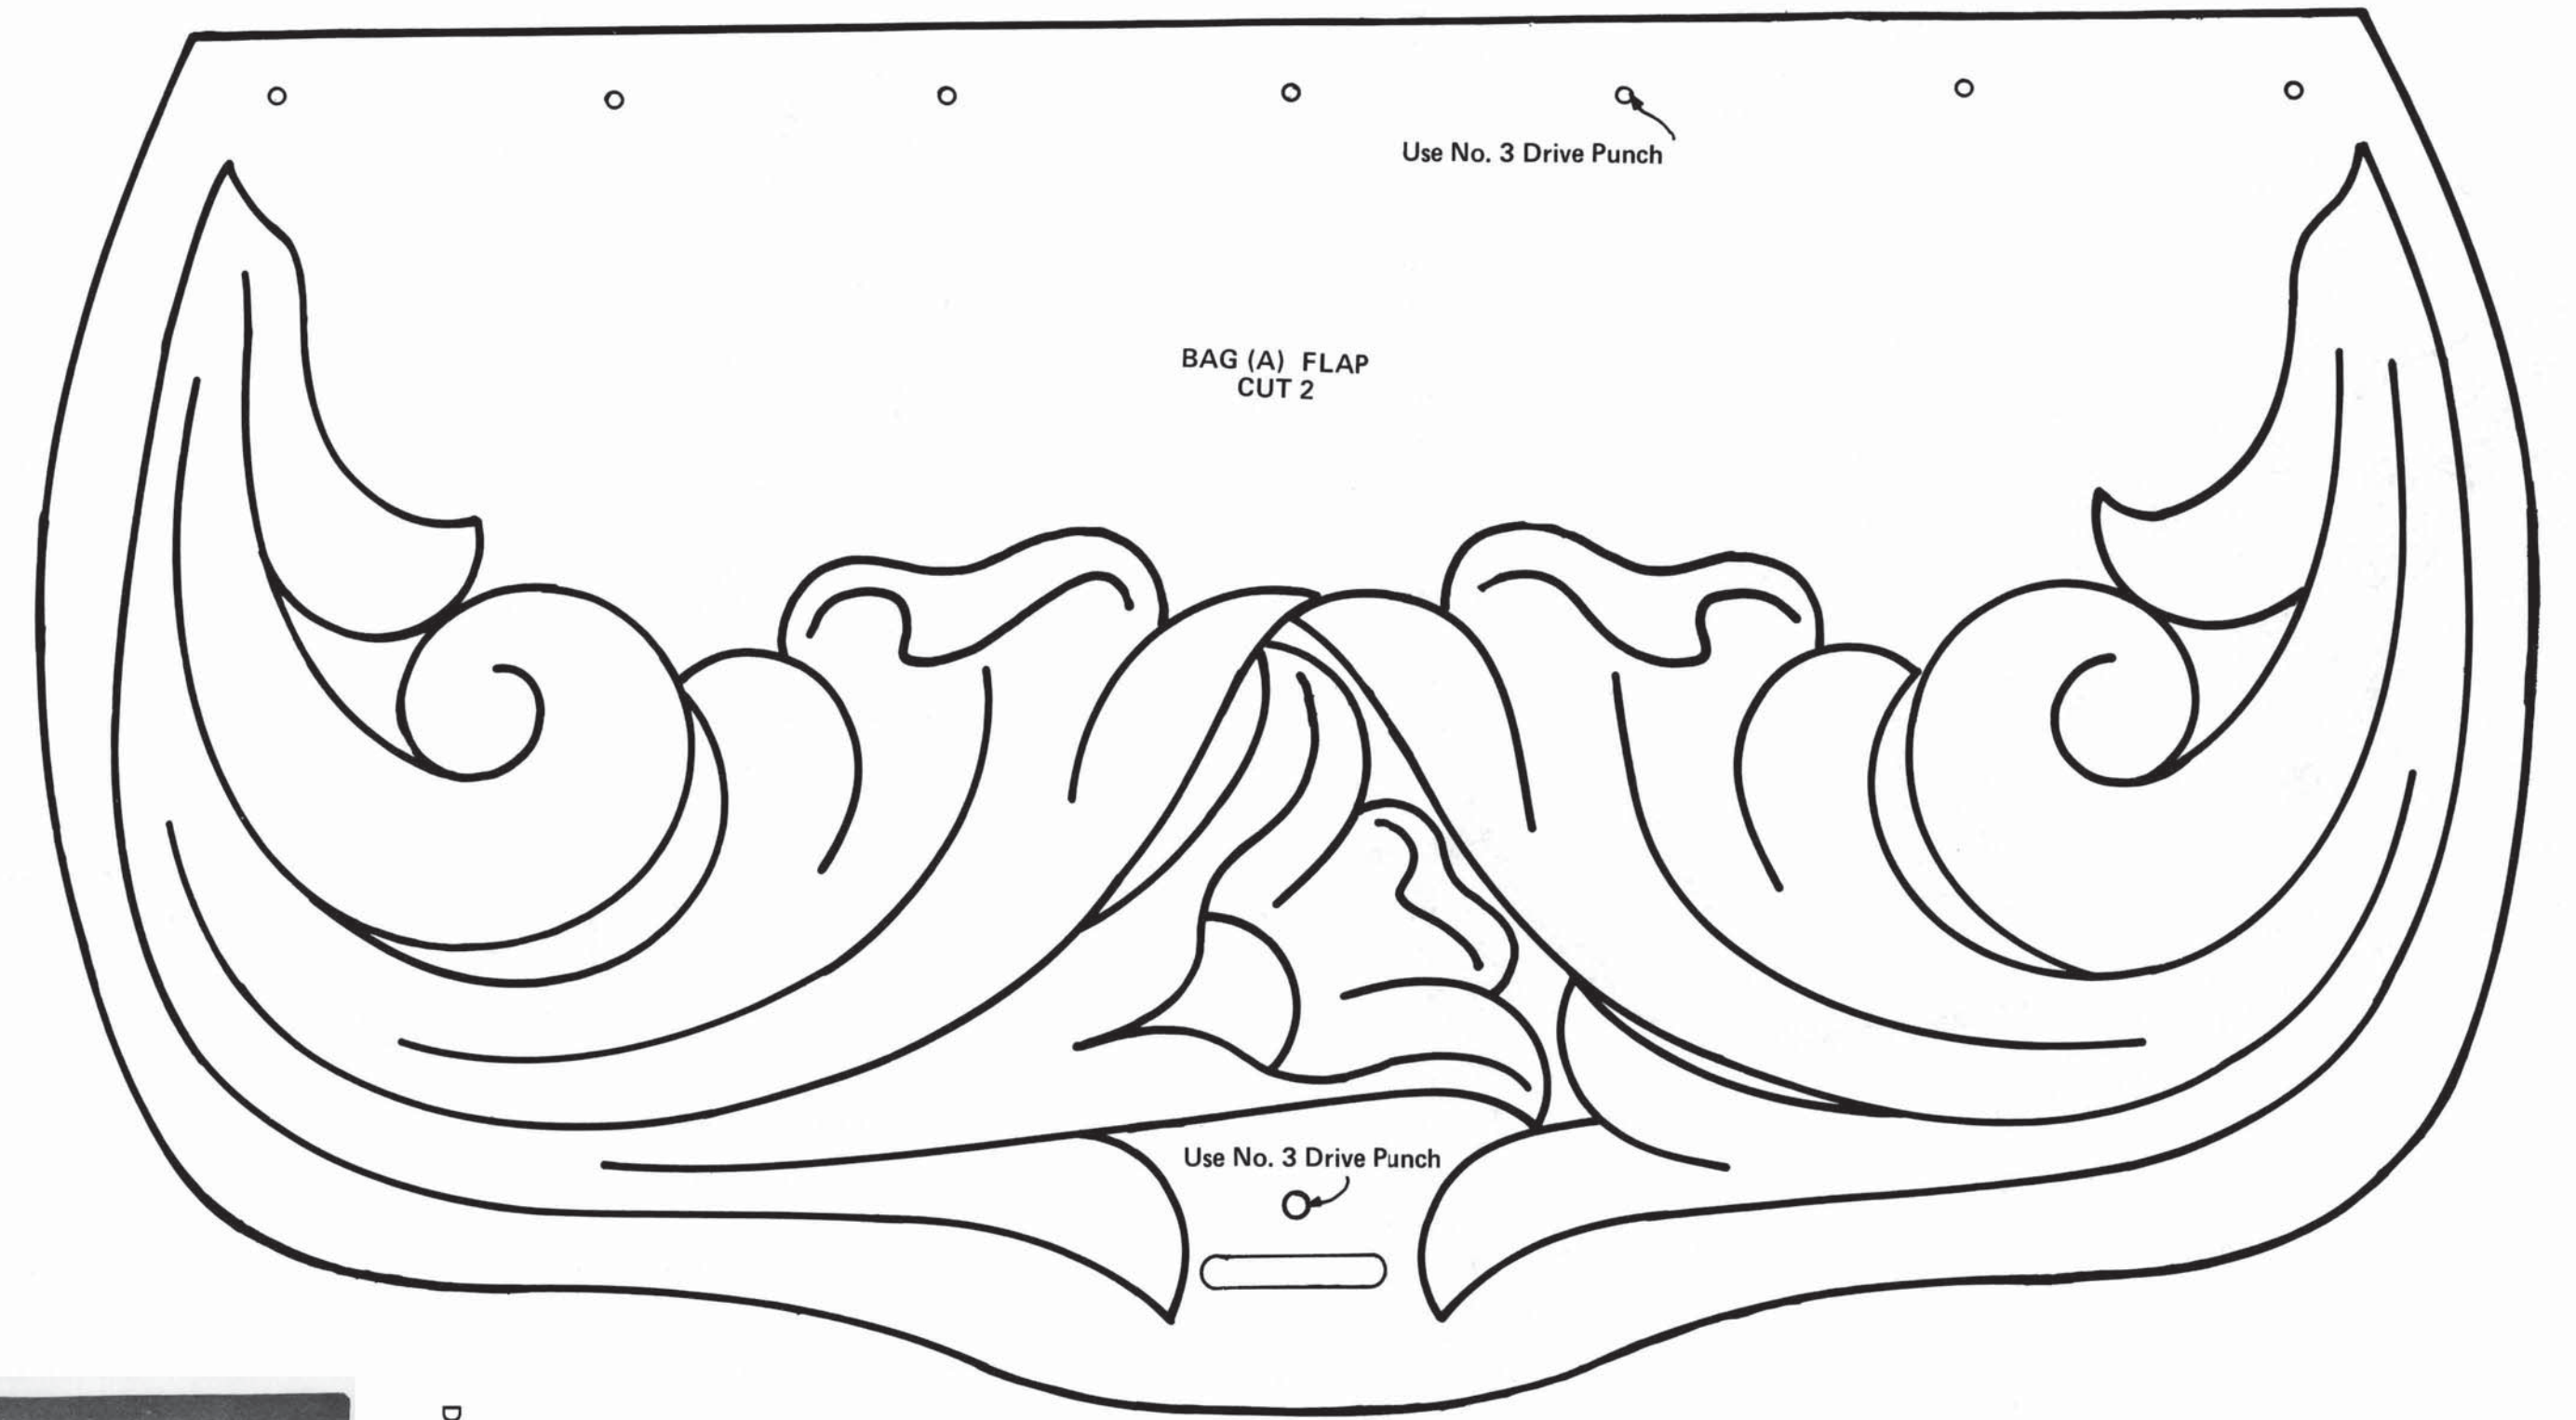 Use No. 3 Drive Punch
BAG (A) FLAP
CUT 2
Use No. 3 Drive Punch
D